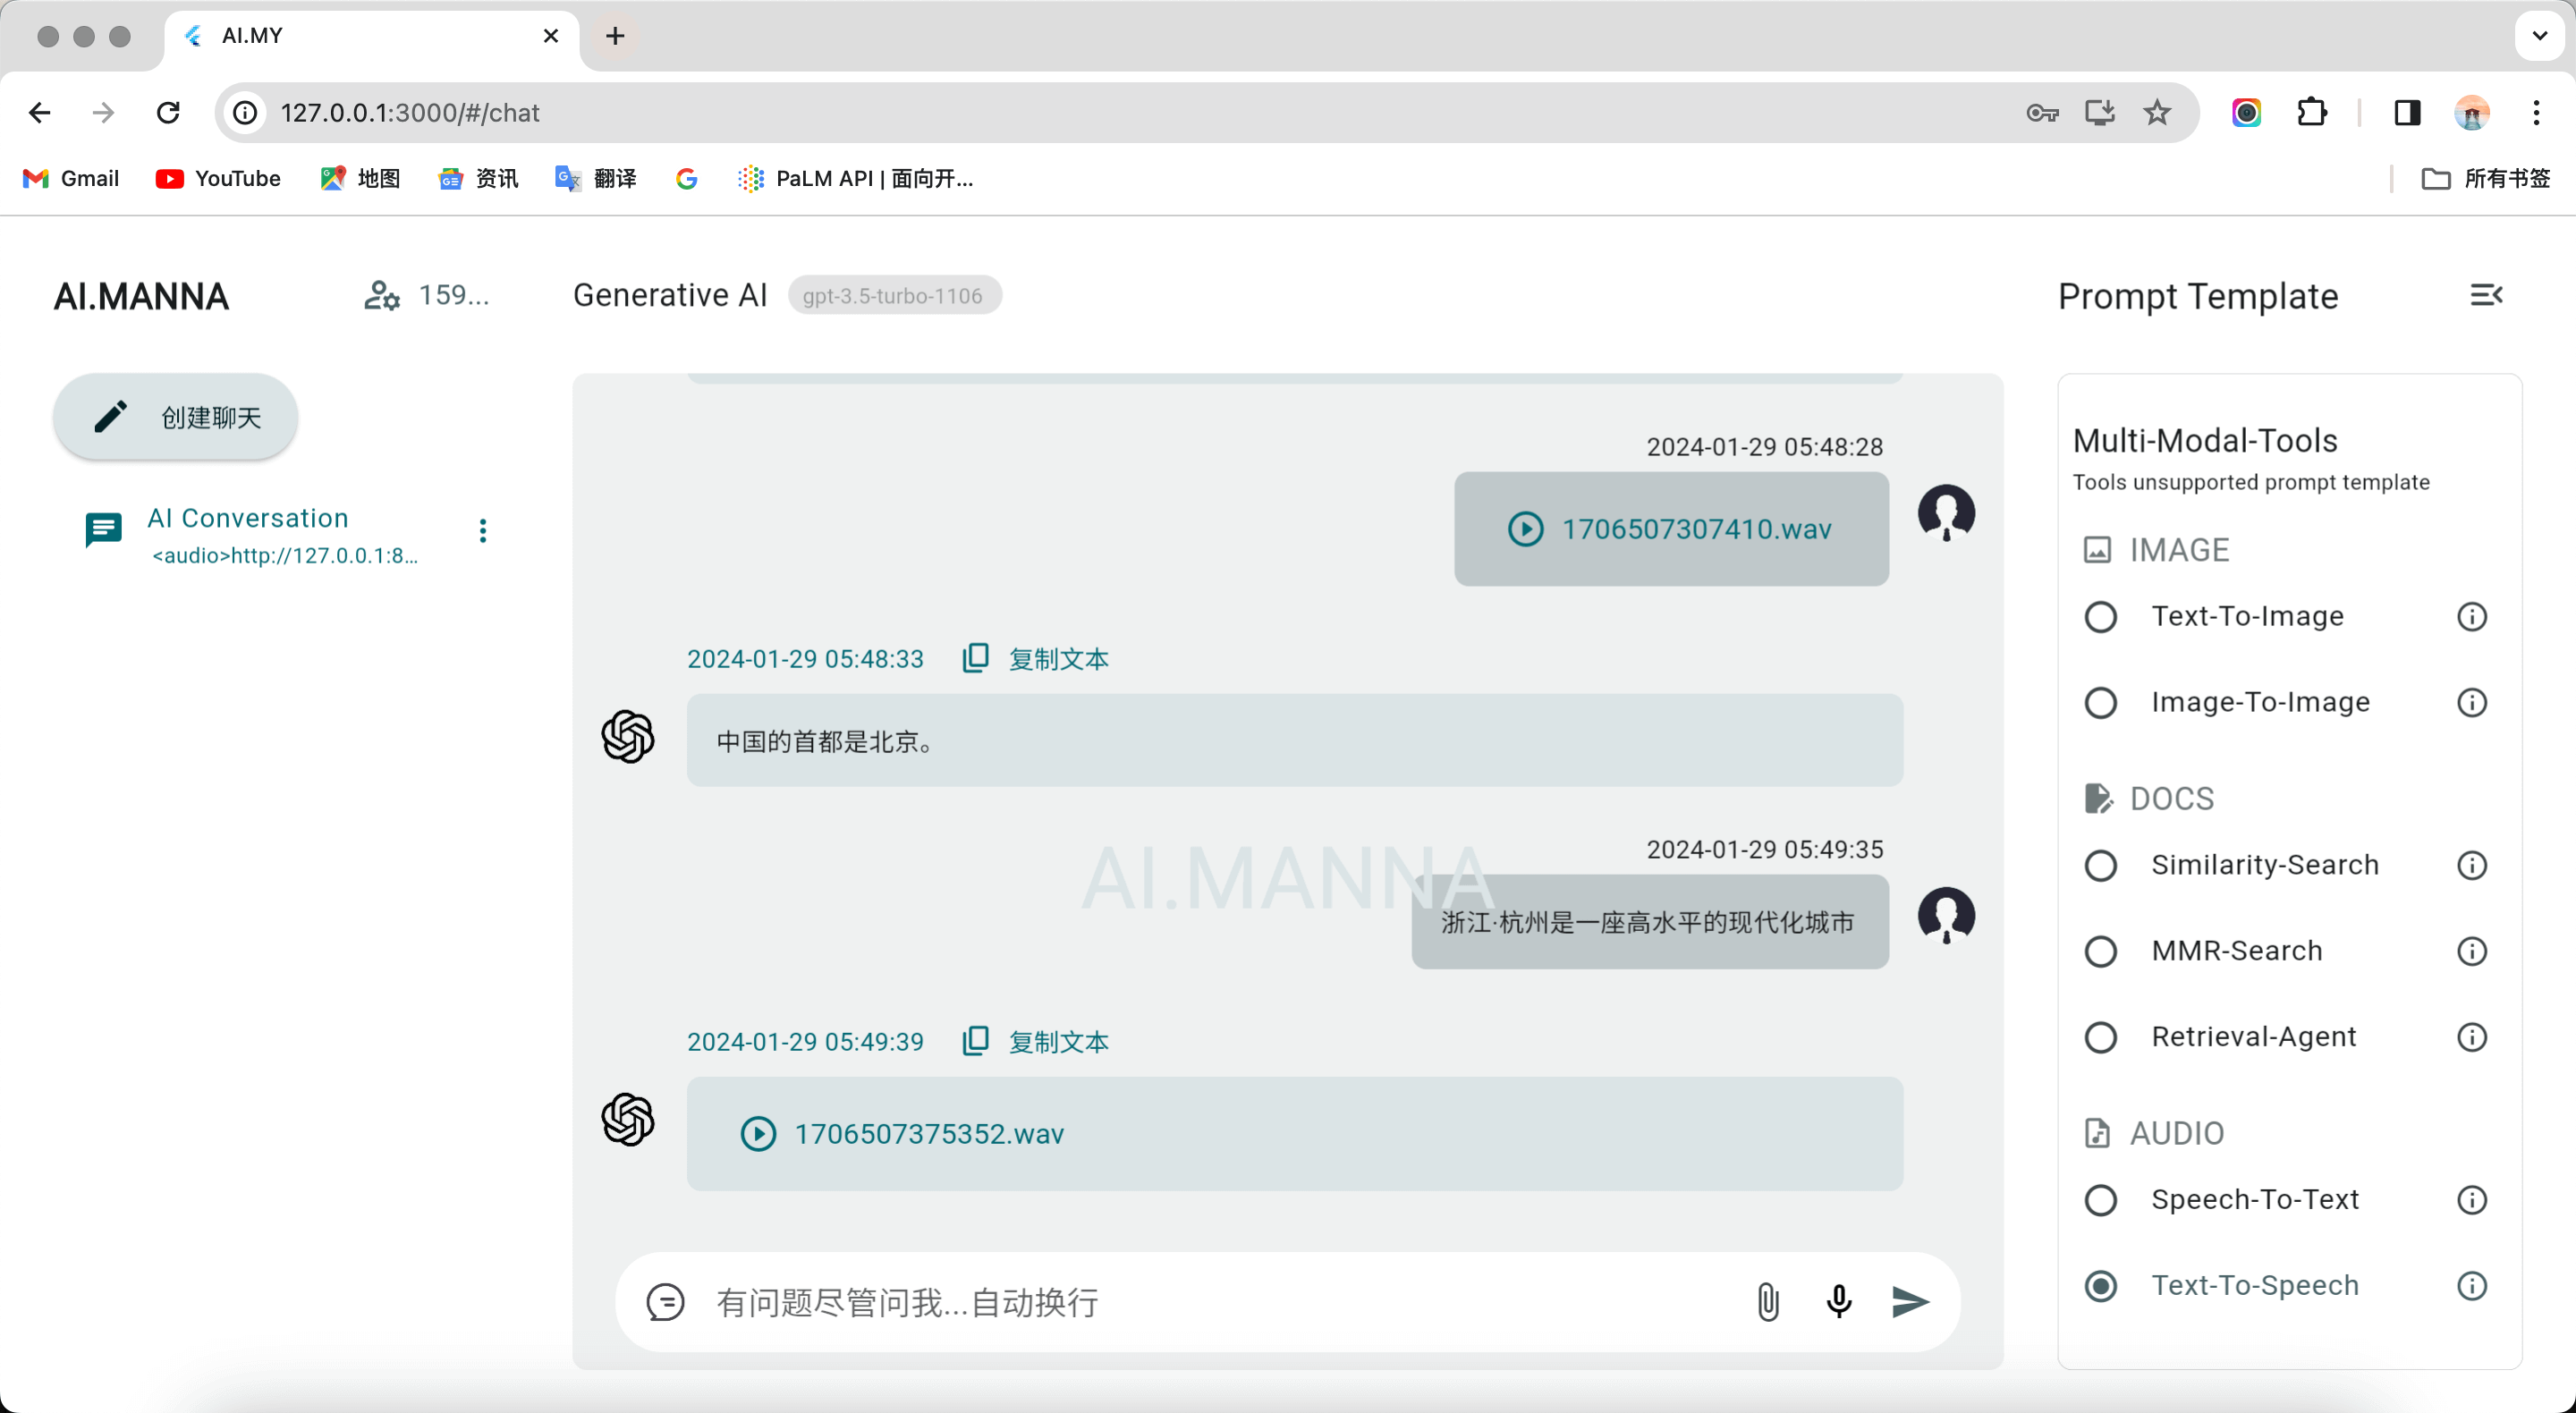 AI.MY
127.0.0.1:3000/#/chat
Gmail
YouTube
地图
资讯
翻译
PaLM API | 面向开...
所有书签
AI.MANNA
159...
创建聊天
AI Conversation
<audio>http://127.0.0.1:8...
Generative AI
gpt-3.5-turbo-1106
2024-01-29 05:48:28
1706507307410.wav
2024-01-29 05:48:33
复制文本
中国的首都是北京。
AI.MANNA
2024-01-29 05:49:35
浙江·杭州是一座高水平的现代化城市
2024-01-29 05:49:39
复制文本
1706507375352.wav
有问题尽管问我...自动换行
Prompt Template
Multi-Modal-Tools
Tools unsupported prompt template
IMAGE
Text-To-Image
Image-To-Image
DOCS
Similarity-Search
MMR-Search
Retrieval-Agent
AUDIO
Speech-To-Text
Text-To-Speech